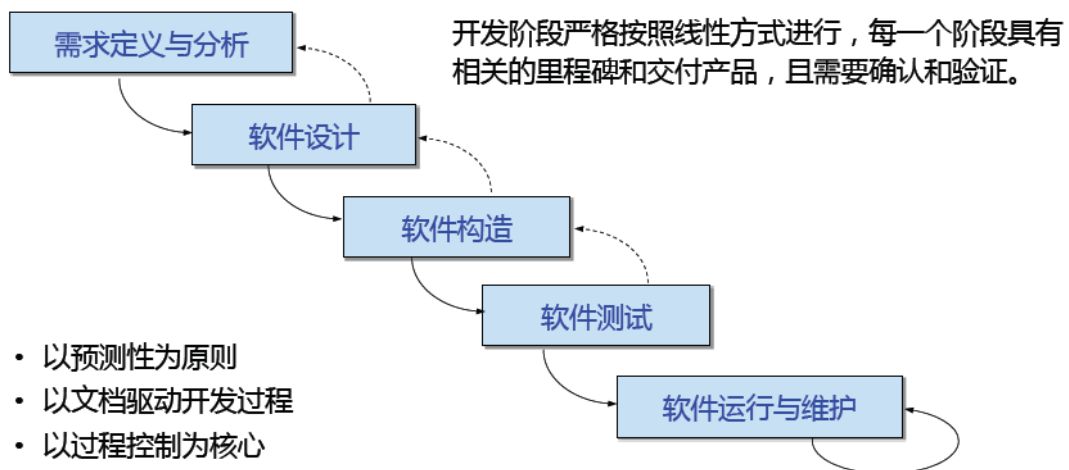 需求定义与分析
开发阶段严格按照线性方式进行，每一个阶段具有
相关的里程碑和交付产品，且需要确认和验证。
软件设计
软件构造
软件测试
软件运行与维护
• 以预测性为原则
• 以文档驱动开发过程
• 以过程控制为核心